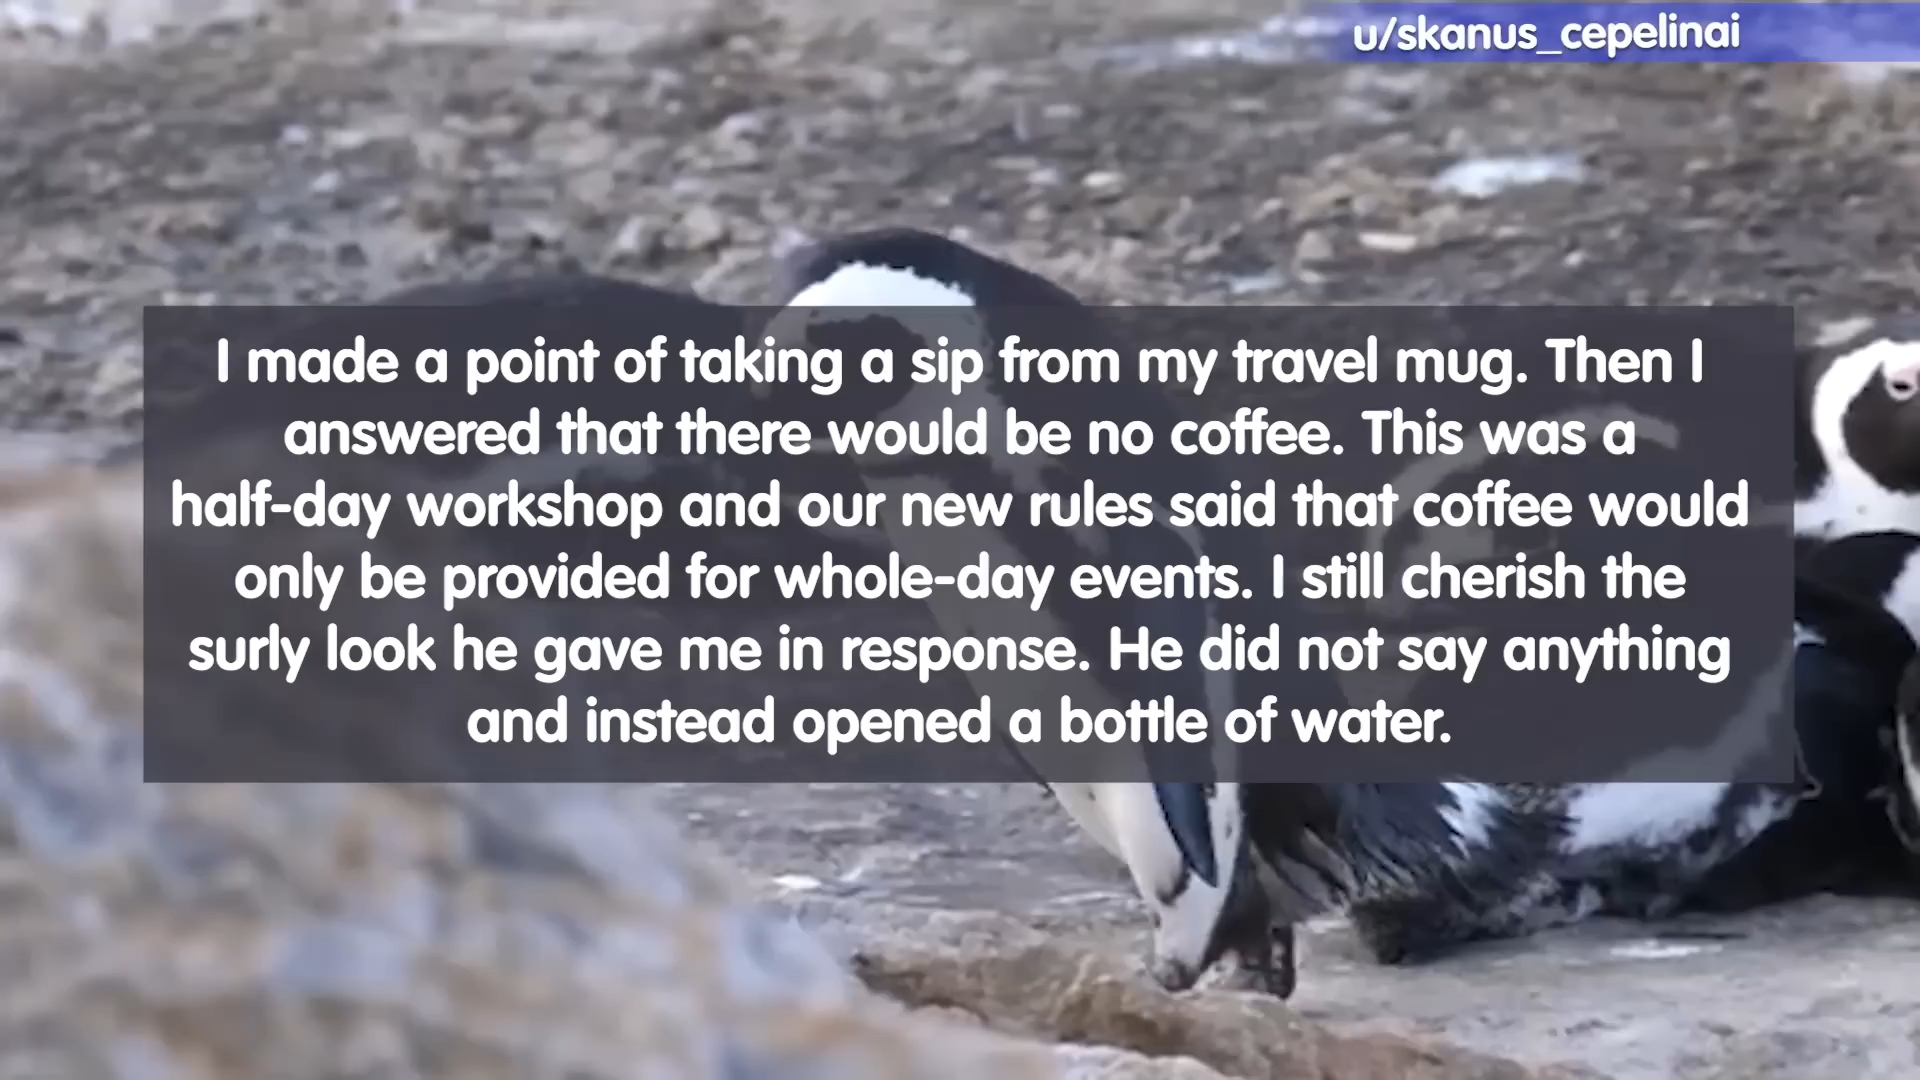 u/skanus_cepelinai
I made a point of taking a sip from my travel mug. Then I
answered that there would be no coffee. This was a
half-day workshop and our new rules said that coffee would
only be provided for whole-day events. I still cherish the
surly look he gave me in response. He did not say anything
and instead opened a bottle of water.